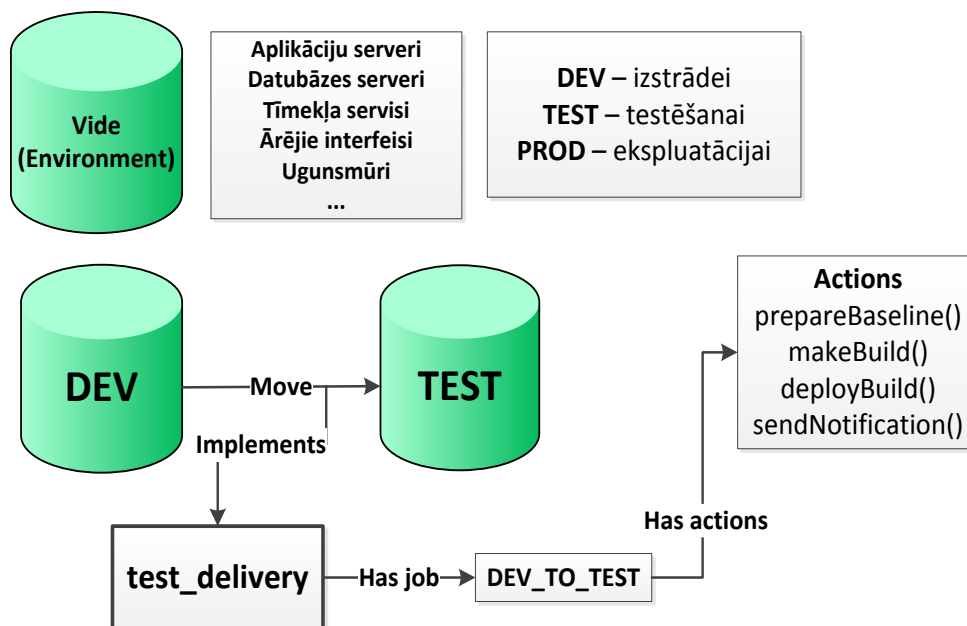 Vide
(Environment)
Aplikāciju serveri
Datubāzes serveri
Tīmekļa servisi
Ārējie interfeisi
Ugunsmūri
...
DEV – izstrādei
TEST – testēšanai
PROD – ekspluatācijai
DEV
Move
TEST
Implements
Actions
prepareBaseline()
makeBuild()
deployBuild()
sendNotification()
Has actions
test_delivery
Has job
DEV_TO_TEST